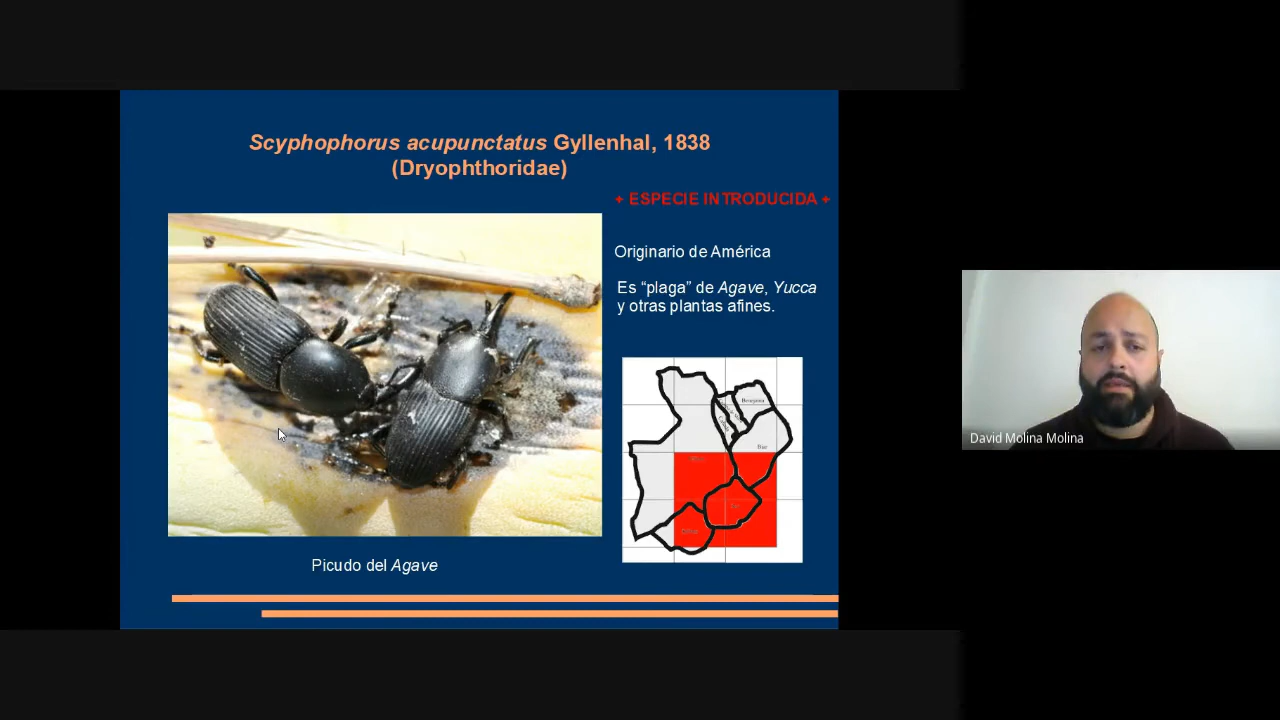 Scyphophorus acupunctatus Gyllenhal, 1838
(Dryophthoridae)
+ ESPECIE INTRODUCIDA +
Originario de América
Es “plaga” de Agave, Yucca
y otras plantas afines.
Picudo del Agave
David Molina Molina